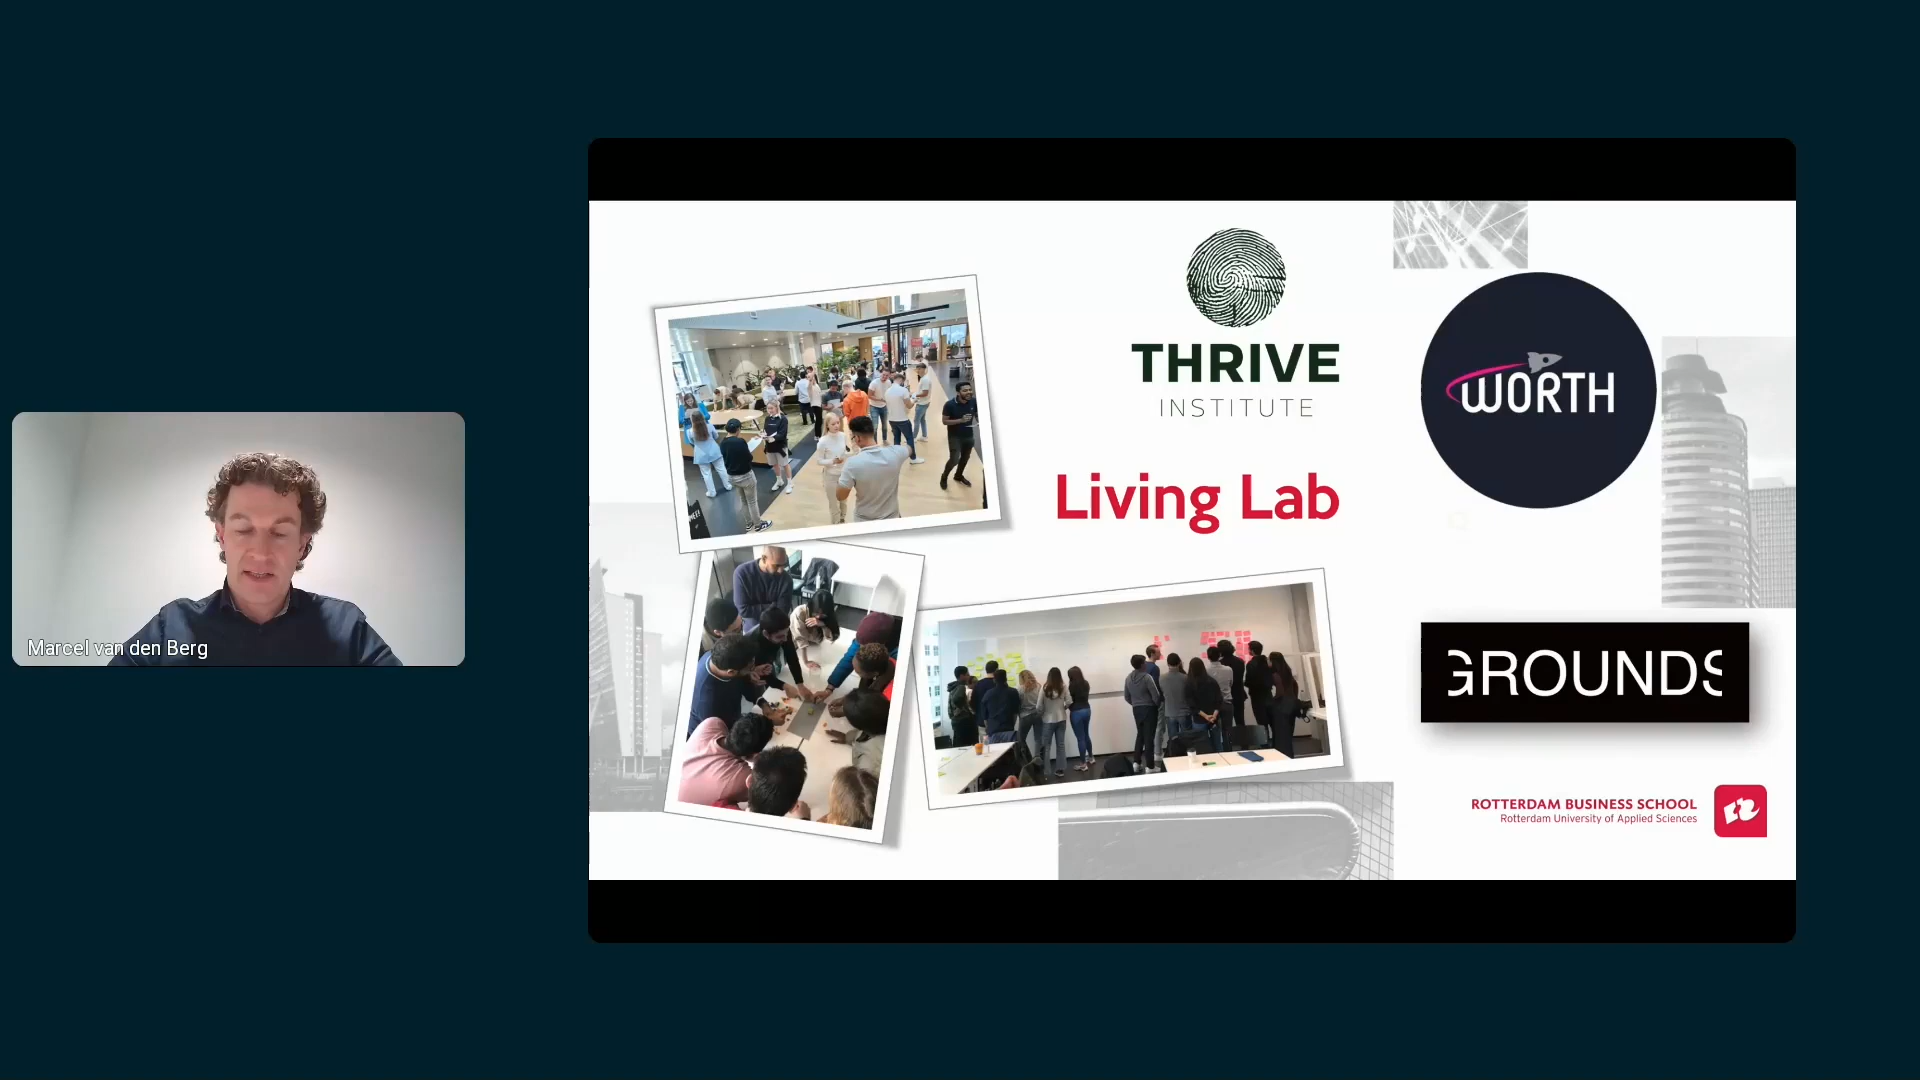 Marcel van den Berg
THRIVE
INSTITUTE
Living Lab
WORTH
GROUNDS
ROTTERDAM BUSINESS SCHOOL
Rotterdam University of Applied Sciences